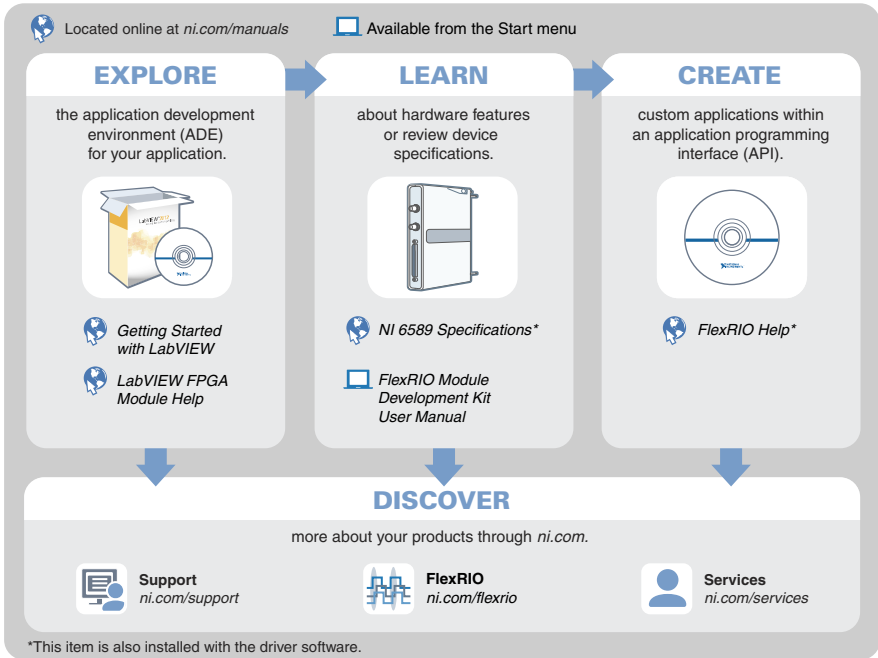 Located online at ni.com/manuals
Available from the Start menu
EXPLORE
the application development
environment (ADE)
for your application.
LabVIEW
Getting Started
with LabVIEW
LabVIEW FPGA
Module Help
LEARN
about hardware features
or review device
specifications.
NI 6589 Specifications*
FlexRIO Module
Development Kit
User Manual
CREATE
custom applications within
an application programming
interface (API).
FlexRIO Help*
DISCOVER
more about your products through ni.com.
Support
ni.com/support
FlexRIO
ni.com/flexrio
Services
ni.com/services
*This item is also installed with the driver software.